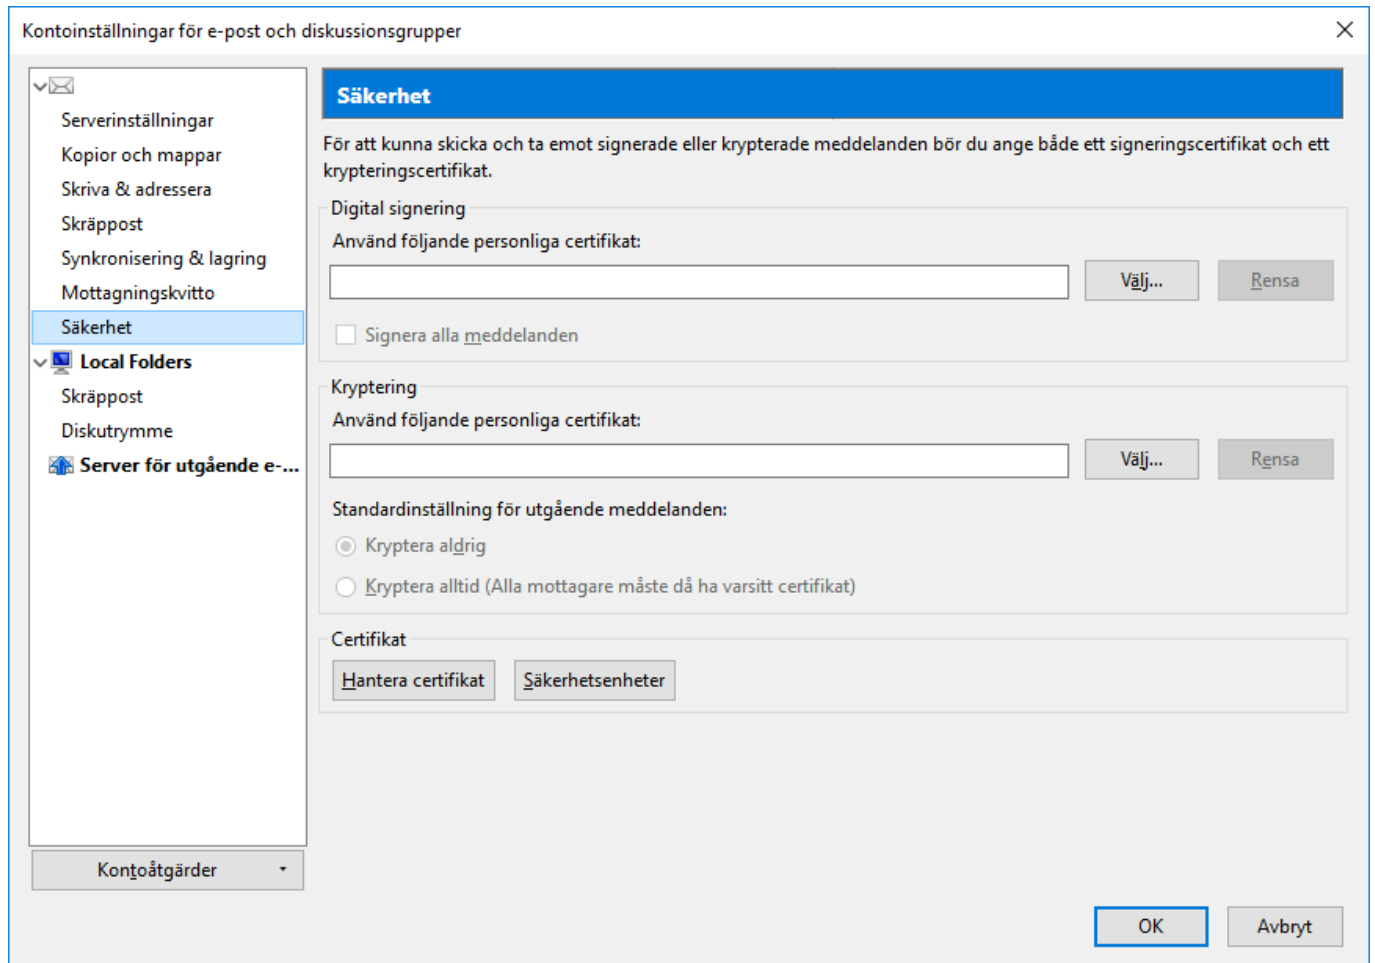 Kontoinställningar för e-post och diskussionsgrupper
Serverinställningar
Kopior och mappar
Skriva & adressera
Skräppost
Synkronisering & lagring
Mottagningskvitto
Säkerhet
Local Folders
Skräppost
Diskutrymme
Server för utgående e-...
Kontoåtgärder
Säkerhet
För att kunna skicka och ta emot signerade eller krypterade meddelanden bör du ange både ett signeringscertifikat och ett
krypteringscertifikat.
Digital signering
Använd följande personliga certifikat:
Välj...
Rensa
Signera alla meddelanden
Kryptering
Använd följande personliga certifikat:
Välj...
Rensa
Standardinställning för utgående meddelanden:
Kryptera aldrig
Kryptera alltid (Alla mottagare måste då ha varsitt certifikat)
Certifikat
Hantera certifikat
Säkerhetsenheter
OK
Avbryt